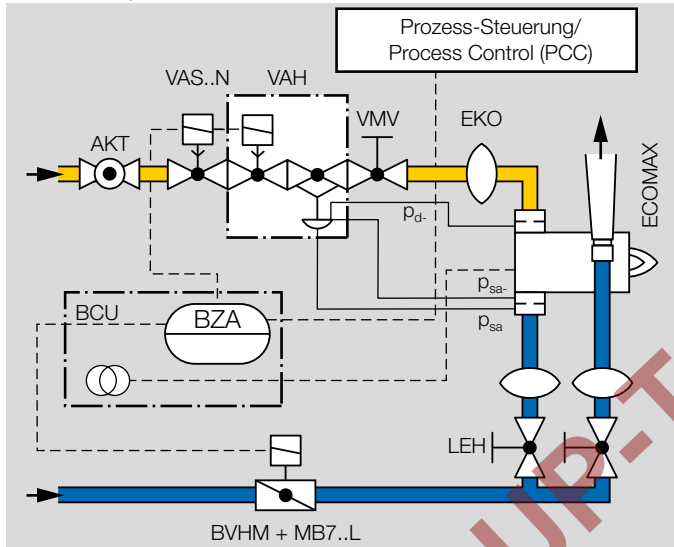 Prozess-Steuerung/
Process Control (PCC)
VAS..N
VAH
VMV
EKO
AKT
ECOMAX
pd-
psa-
psa
BCU
BZA
LEH
BVHM + MB7..L
UP-T